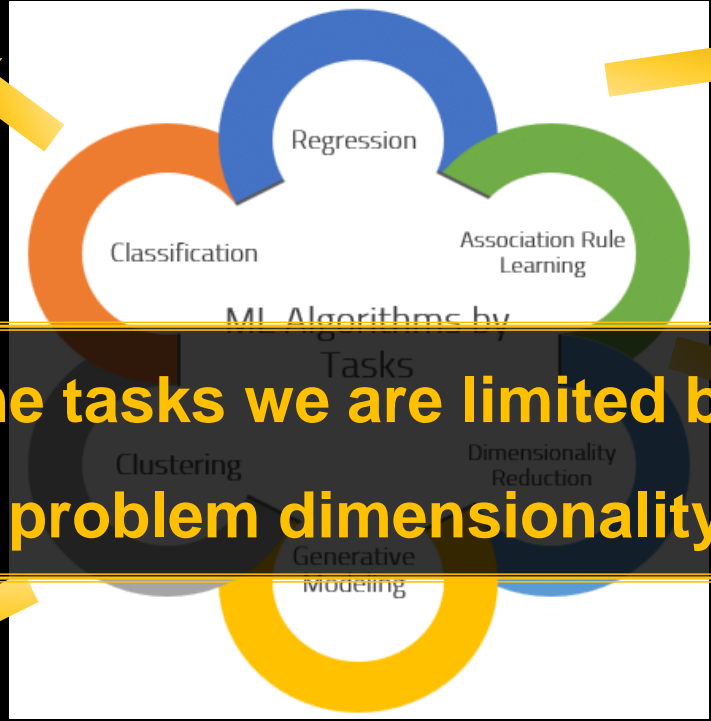 Regression
Classification
Association Rule
Learning
ML Algorithms by
Tasks
he tasks we are limited b
Clustering
Dimensionality
Reduction
problem dimensionality
Generative
Modeling